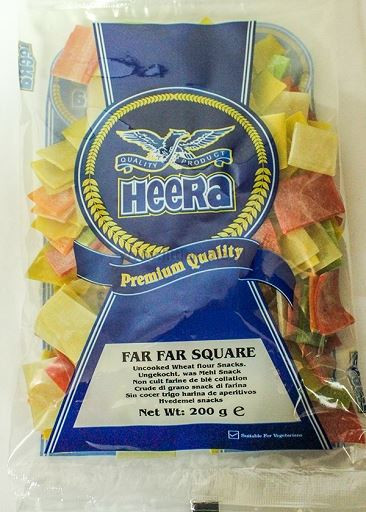 QUALITY PRODUCT
HEERA
Premium Quality
FAR FAR SQUARE
Uncooked Wheat flour Snacks.
Ungekocht, was Mehl Snack
Non cuit farine de blé collation
Crude di grano snack di farina
Sin cocer trigo harina de aperitivos
Hvedemel snacks
Net Wt: 200 g e
Suitable For Vegetarians